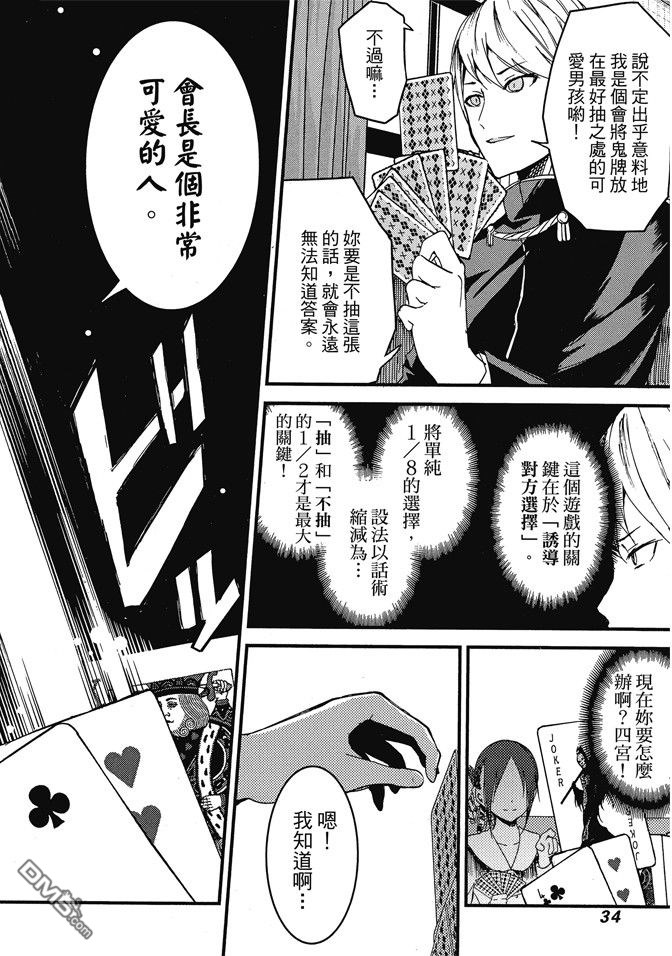 說不定出乎意料地
我是個會將鬼牌放
在最好抽之處的可
愛男孩喲！
不過嘛…
妳要是不抽這張
的話，就會永遠
無法知道答案。
這個遊戲的關
鍵在於「誘導
對方選擇」。
將單純
1/8的選擇，
設法以話術
縮減為…
「抽」和「不抽」
的1/2才是最大
的關鍵！
現在妳要怎麼
辦啊？四宮！
JOKER
JOKER
嗯！
我知道啊…
會長是個非常
可愛的人。
ビッ
34